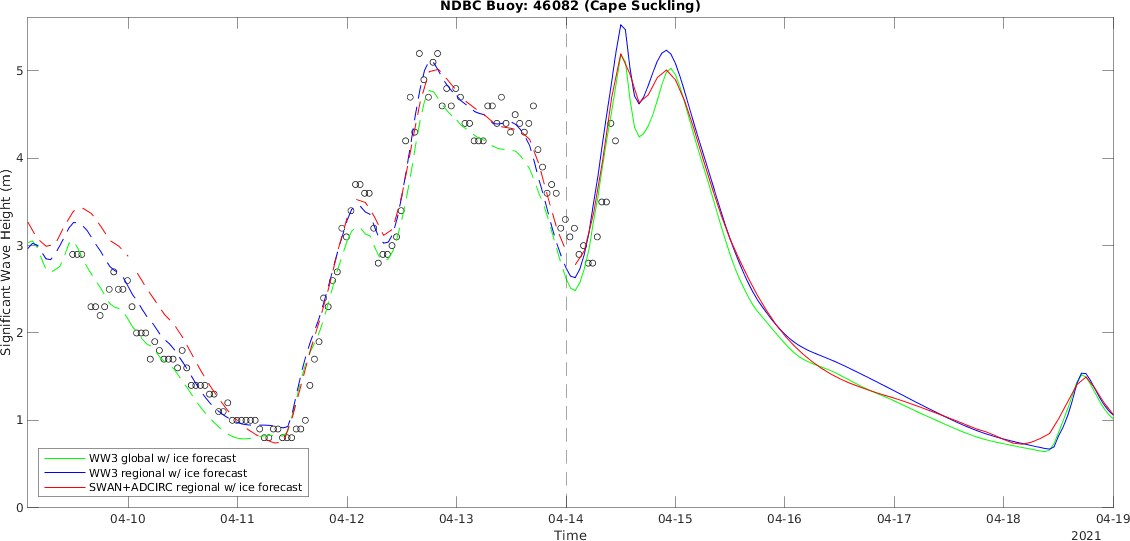 NDBC Buoy: 46082 (Cape Suckling)
Significant Wave Height (m)
5
4
3
2
1
0
WW3 global w/ ice forecast
WW3 regional w/ ice forecast
SWAN+ADCIRC regional w/ ice forecast
04-10 04-11 04-12 04-13 04-14 04-15 04-16 04-17 04-18 04-19
Time
2021